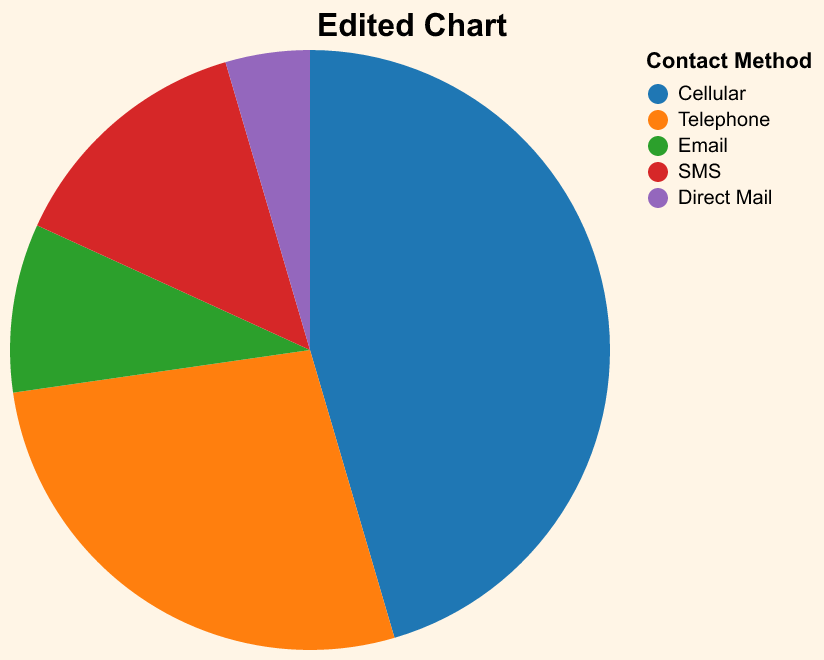 Edited Chart
Contact Method
Cellular
Telephone
Email
SMS
Direct Mail